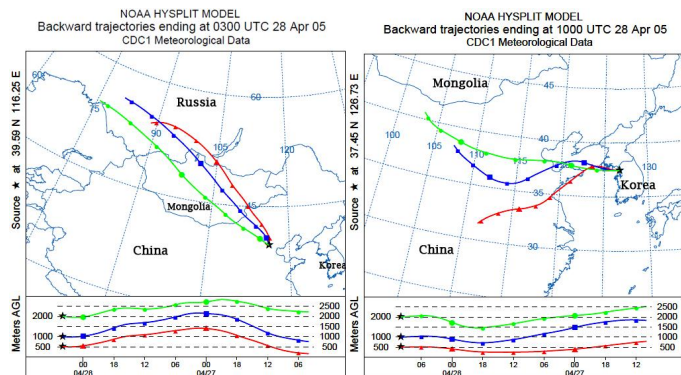 NOAA HYSPLIT MODEL
Backward trajectories ending at 0300 UTC 28 Apr 05
CDC1 Meteorological Data
Source ★ at 39.59 N 116.25 E
60
75
90
105
120
60
45
Russia
Mongolia
China
Korea
Meters AGL
2000
1000
500
2500
2000
1500
1000
500
00 18 12 06 00 18 12 06
04/28 04/27
NOAA HYSPLIT MODEL
Backward trajectories ending at 1000 UTC 28 Apr 05
CDC1 Meteorological Data
Source ★ at 37.45 N 126.73 E
Mongolia
45
100
105
110
115
40
130
35
30
Korea
China
Meters AGL
2000
1000
500
2500
2000
1500
1000
500
06 00 18 12 06 00 18 12
04/28 04/27